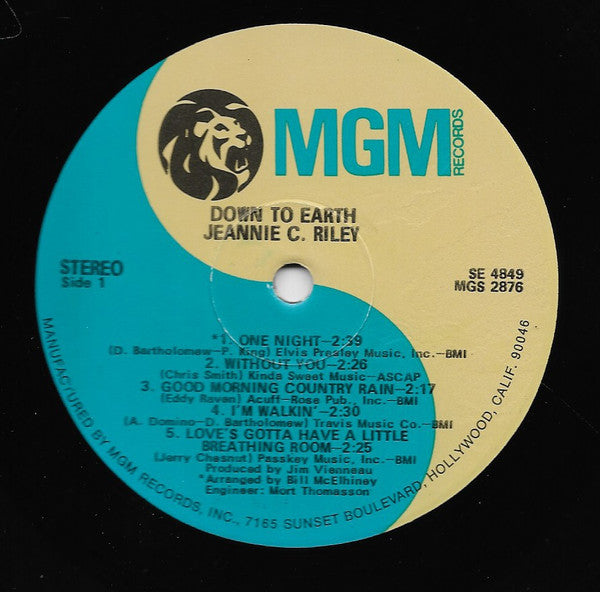 MGM
RECORDS
DOWN TO EARTH
JEANNIE C. RILEY
STEREO
Side 1
SE 4849
MGS 2876
*1. ONE NIGHT—2:39
(D. Bartholomew—P. King) Elvis Presley Music, Inc.—BMI
2. WITHOUT YOU—2:26
(Chris Smith) Kinda Sweet Music—ASCAP
3. GOOD MORNING COUNTRY RAIN—2:17
(Eddy Raven) Acuff-Rose Pub., Inc.—BMI
4. I'M WALKIN'—2:30
A. Domino—D. Bartholomew) Travis Music Co.—BMI
5. LOVE'S GOTTA HAVE A LITTLE
BREATHING ROOM—2:25
(Jerry Chesnut) Passkey Music, Inc.—BMI
Produced by Jim Vienneau
*Arranged by Bill McElhiney
Engineer: Mort Thomasson
MANUFACTURED BY MGM RECORDS, INC., 7165 SUNSET BOULEVARD, HOLLYWOOD, CALIF. 90046